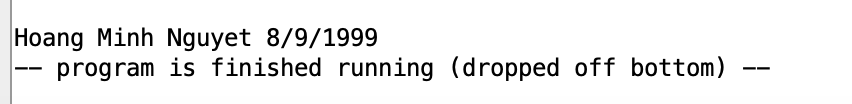 Hoang Minh Nguyet 8/9/1999
-- program is finished running (dropped off bottom) --